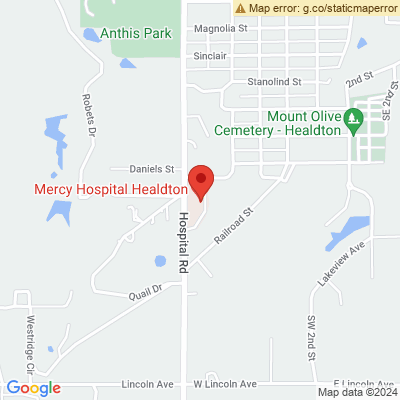 Map error: g.co/staticmaperror
Magnolia St
Anthis Park
Sinclair
Stanolind St
2nd St
Robets Dr
SE 2nd St
Mount Olive
Cemetery - Healdton
Daniels St
Mercy Hospital Healdton
Hospital Rd
Railroad St
Lakeview Ave
Quail Dr
Westridge Cir
SW 2nd St
Google
Lincoln Ave
W Lincoln Ave
E Lincoln Ave
Map data ©2024